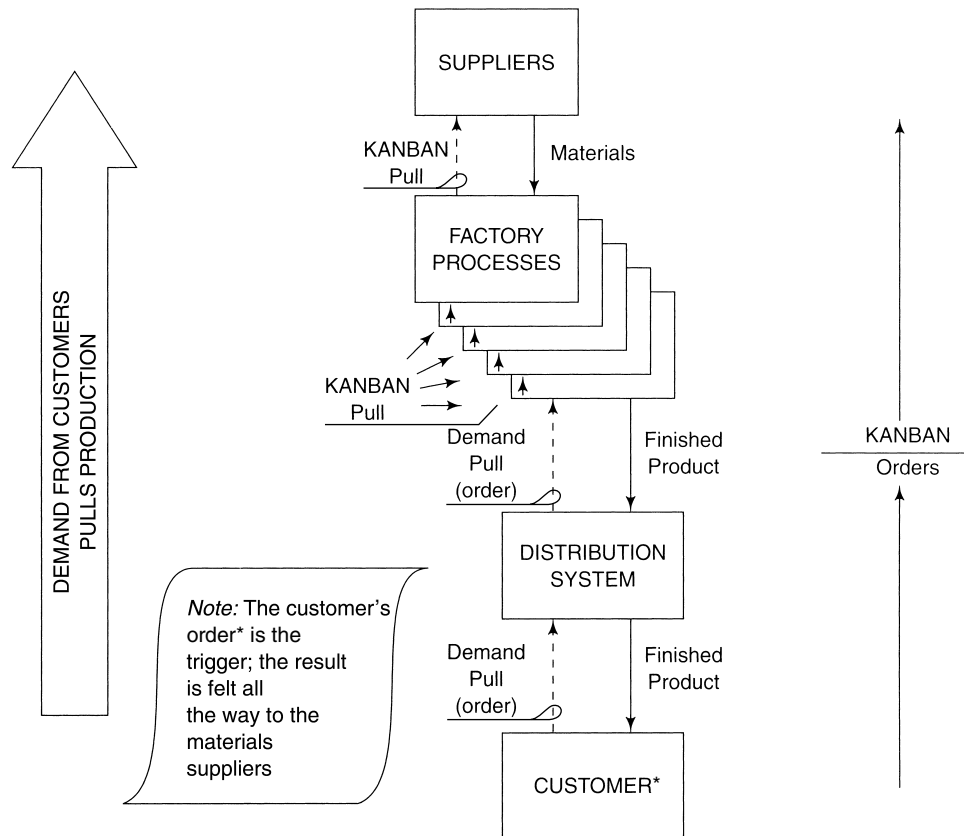 SUPPLIERS
KANBAN
Pull
Materials
FACTORY
PROCESSES
DEMAND FROM CUSTOMERS
PULLS PRODUCTION
KANBAN
Pull
Demand
Pull
(order)
Finished
Product
KANBAN
Orders
DISTRIBUTION
SYSTEM
Note: The customer's
order* is the
trigger; the result
is felt all
the way to the
materials
suppliers
Demand
Pull
(order)
Finished
Product
CUSTOMER*